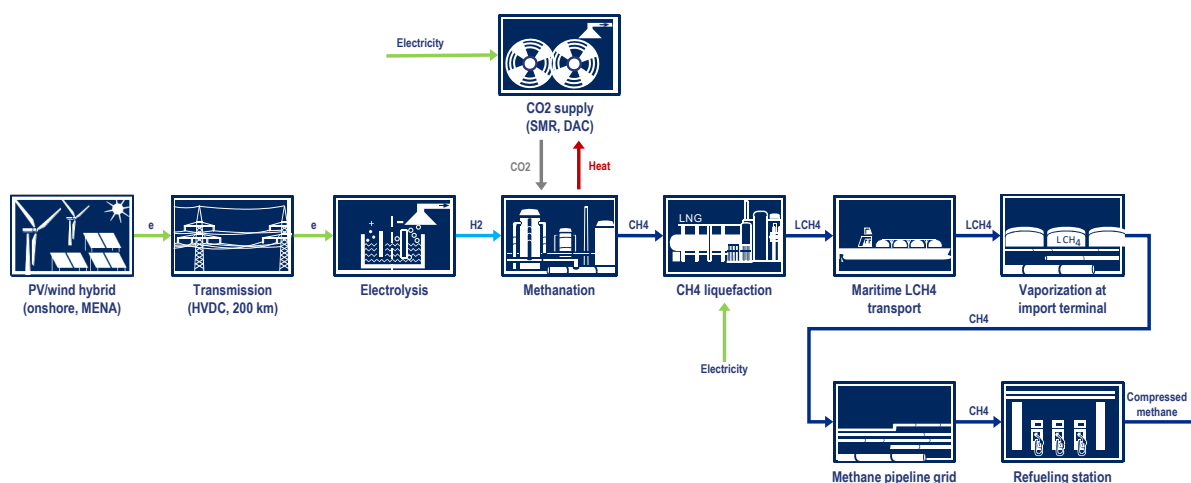 Electricity
CO2 supply
(SMR, DAC)
CO2
Heat
e
e
H2
CH4
LNG
LCH4
LCH4
LCH₄
PV/wind hybrid
(onshore, MENA)
Transmission
(HVDC, 200 km)
Electrolysis
Methanation
CH4 liquefaction
Maritime LCH4
transport
Vaporization at
import terminal
CH4
Electricity
CH4
Compressed
methane
Methane pipeline grid
Refueling station